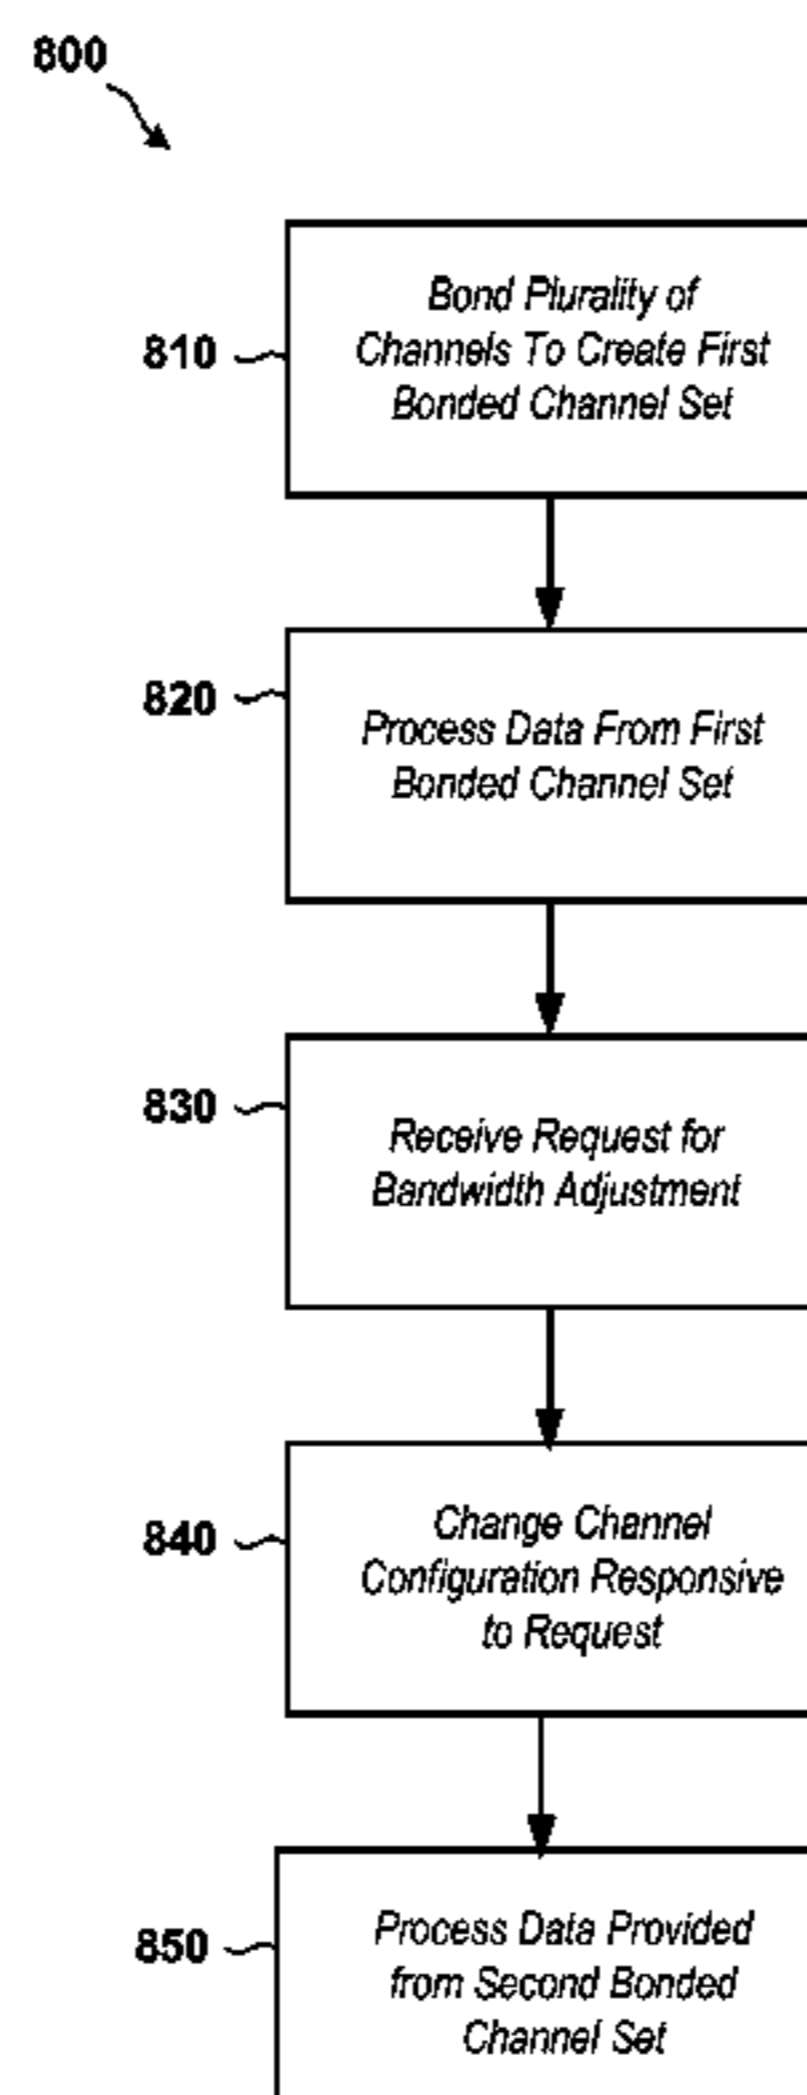 800
810
Bond Plurality of
Channels To Create First
Bonded Channel Set
820
Process Data From First
Bonded Channel Set
830
Receive Request for
Bandwidth Adjustment
840
Change Channel
Configuration Responsive
to Request
850
Process Data Provided
from Second Bonded
Channel Set